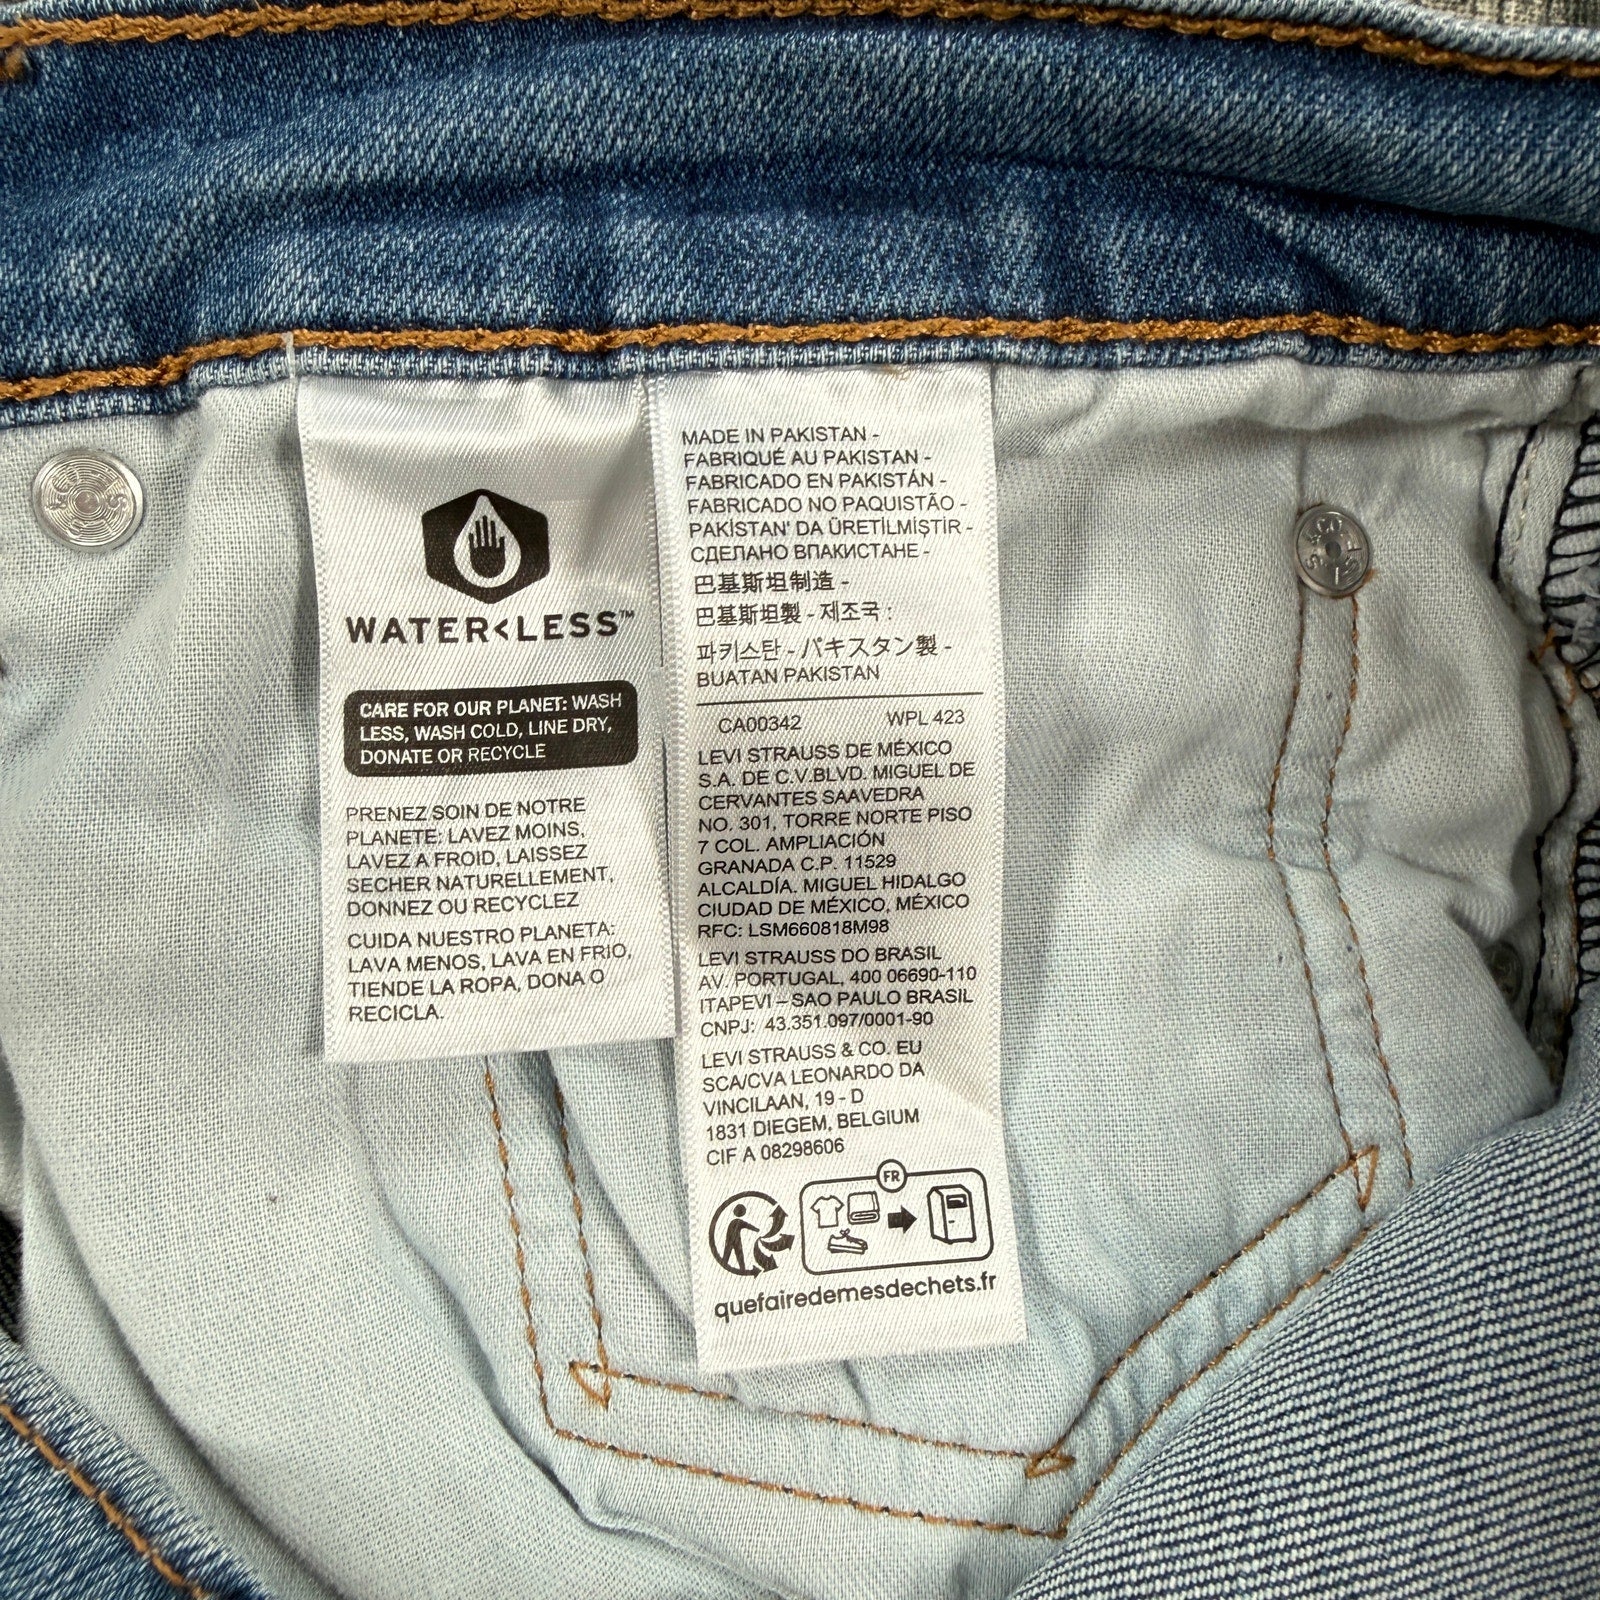 WATER<LESS™
CARE FOR OUR PLANET: WASH
LESS, WASH COLD, LINE DRY,
DONATE OR RECYCLE
PRENEZ SOIN DE NOTRE
PLANETE: LAVEZ MOINS,
LAVEZ A FROID, LAISSEZ
SECHER NATURELLEMENT,
DONNEZ OU RECYCLEZ
CUIDA NUESTRO PLANETA:
LAVA MENOS, LAVA EN FRIO,
TIENDE LA ROPA, DONA O
RECICLA.
MADE IN PAKISTAN -
FABRIQUÉ AU PAKISTAN -
FABRICADO EN PAKISTÁN -
FABRICADO NO PAQUISTÃO -
PAKİSTAN' DA ÜRETİLMİŞTİR -
СДЕЛАНО ВПАКИСТАНЕ -
巴基斯坦制造 -
巴基斯坦製 - 제조국 :
파키스탄 - パキスタン製 -
BUATAN PAKISTAN
CA00342 WPL 423
LEVI STRAUSS DE MÉXICO
S.A. DE C.V.BLVD. MIGUEL DE
CERVANTES SAAVEDRA
NO. 301, TORRE NORTE PISO
7 COL. AMPLIACIÓN
GRANADA C.P. 11529
ALCALDÍA. MIGUEL HIDALGO
CIUDAD DE MÉXICO, MÉXICO
RFC: LSM660818M98
LEVI STRAUSS DO BRASIL
AV. PORTUGAL, 400 06690-110
ITAPEVI – SAO PAULO BRASIL
CNPJ: 43.351.097/0001-90
LEVI STRAUSS & CO. EU
SCA/CVA LEONARDO DA
VINCILAAN, 19 - D
1831 DIEGEM, BELGIUM
CIF A 08298606
FR
quefairedemesdechets.fr